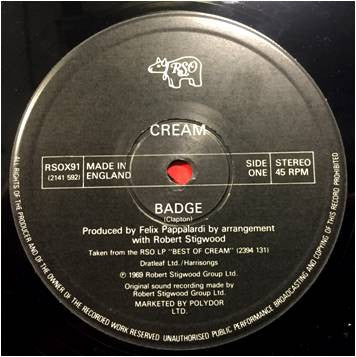 RSO
CREAM
RSOX91
(2141 592)
MADE IN
ENGLAND
SIDE
ONE
STEREO
45 RPM
BADGE
(Clapton)
Produced by Felix Pappalardi by arrangement
with Robert Stigwood
Taken from the RSO LP "BEST OF CREAM" (2394 131)
Dratleaf Ltd./Harrisongs
℗ 1969 Robert Stigwood Group Ltd.
Original sound recording made by
Robert Stigwood Group Ltd.
MARKETED BY POLYDOR
LTD.
ALL RIGHTS OF THE PRODUCER AND OF THE OWNER OF THE RECORDED WORK RESERVED UNAUTHORISED PUBLIC PERFORMANCE BROADCASTING AND COPYING OF THIS RECORD PROHIBITED